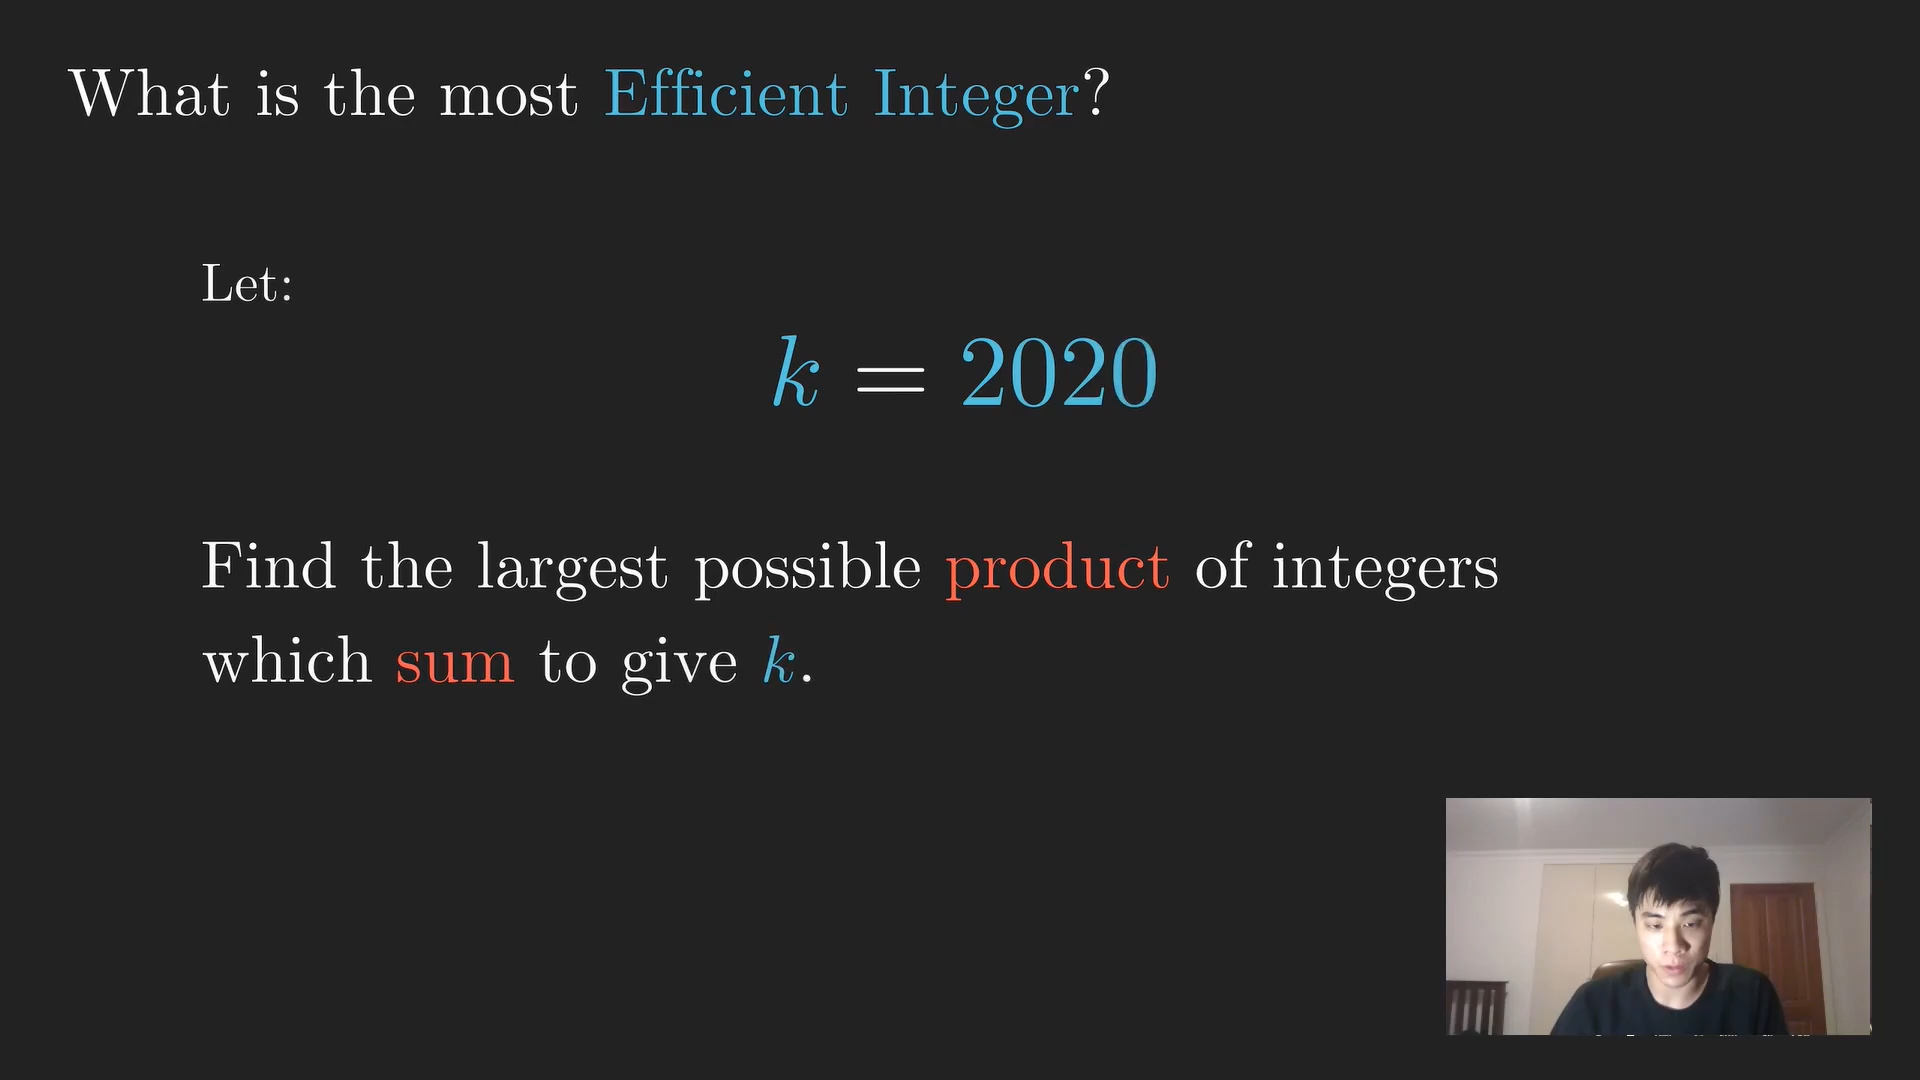 What is the most Efficient Integer?
Let:
k = 2020
Find the largest possible product of integers
which sum to give k.